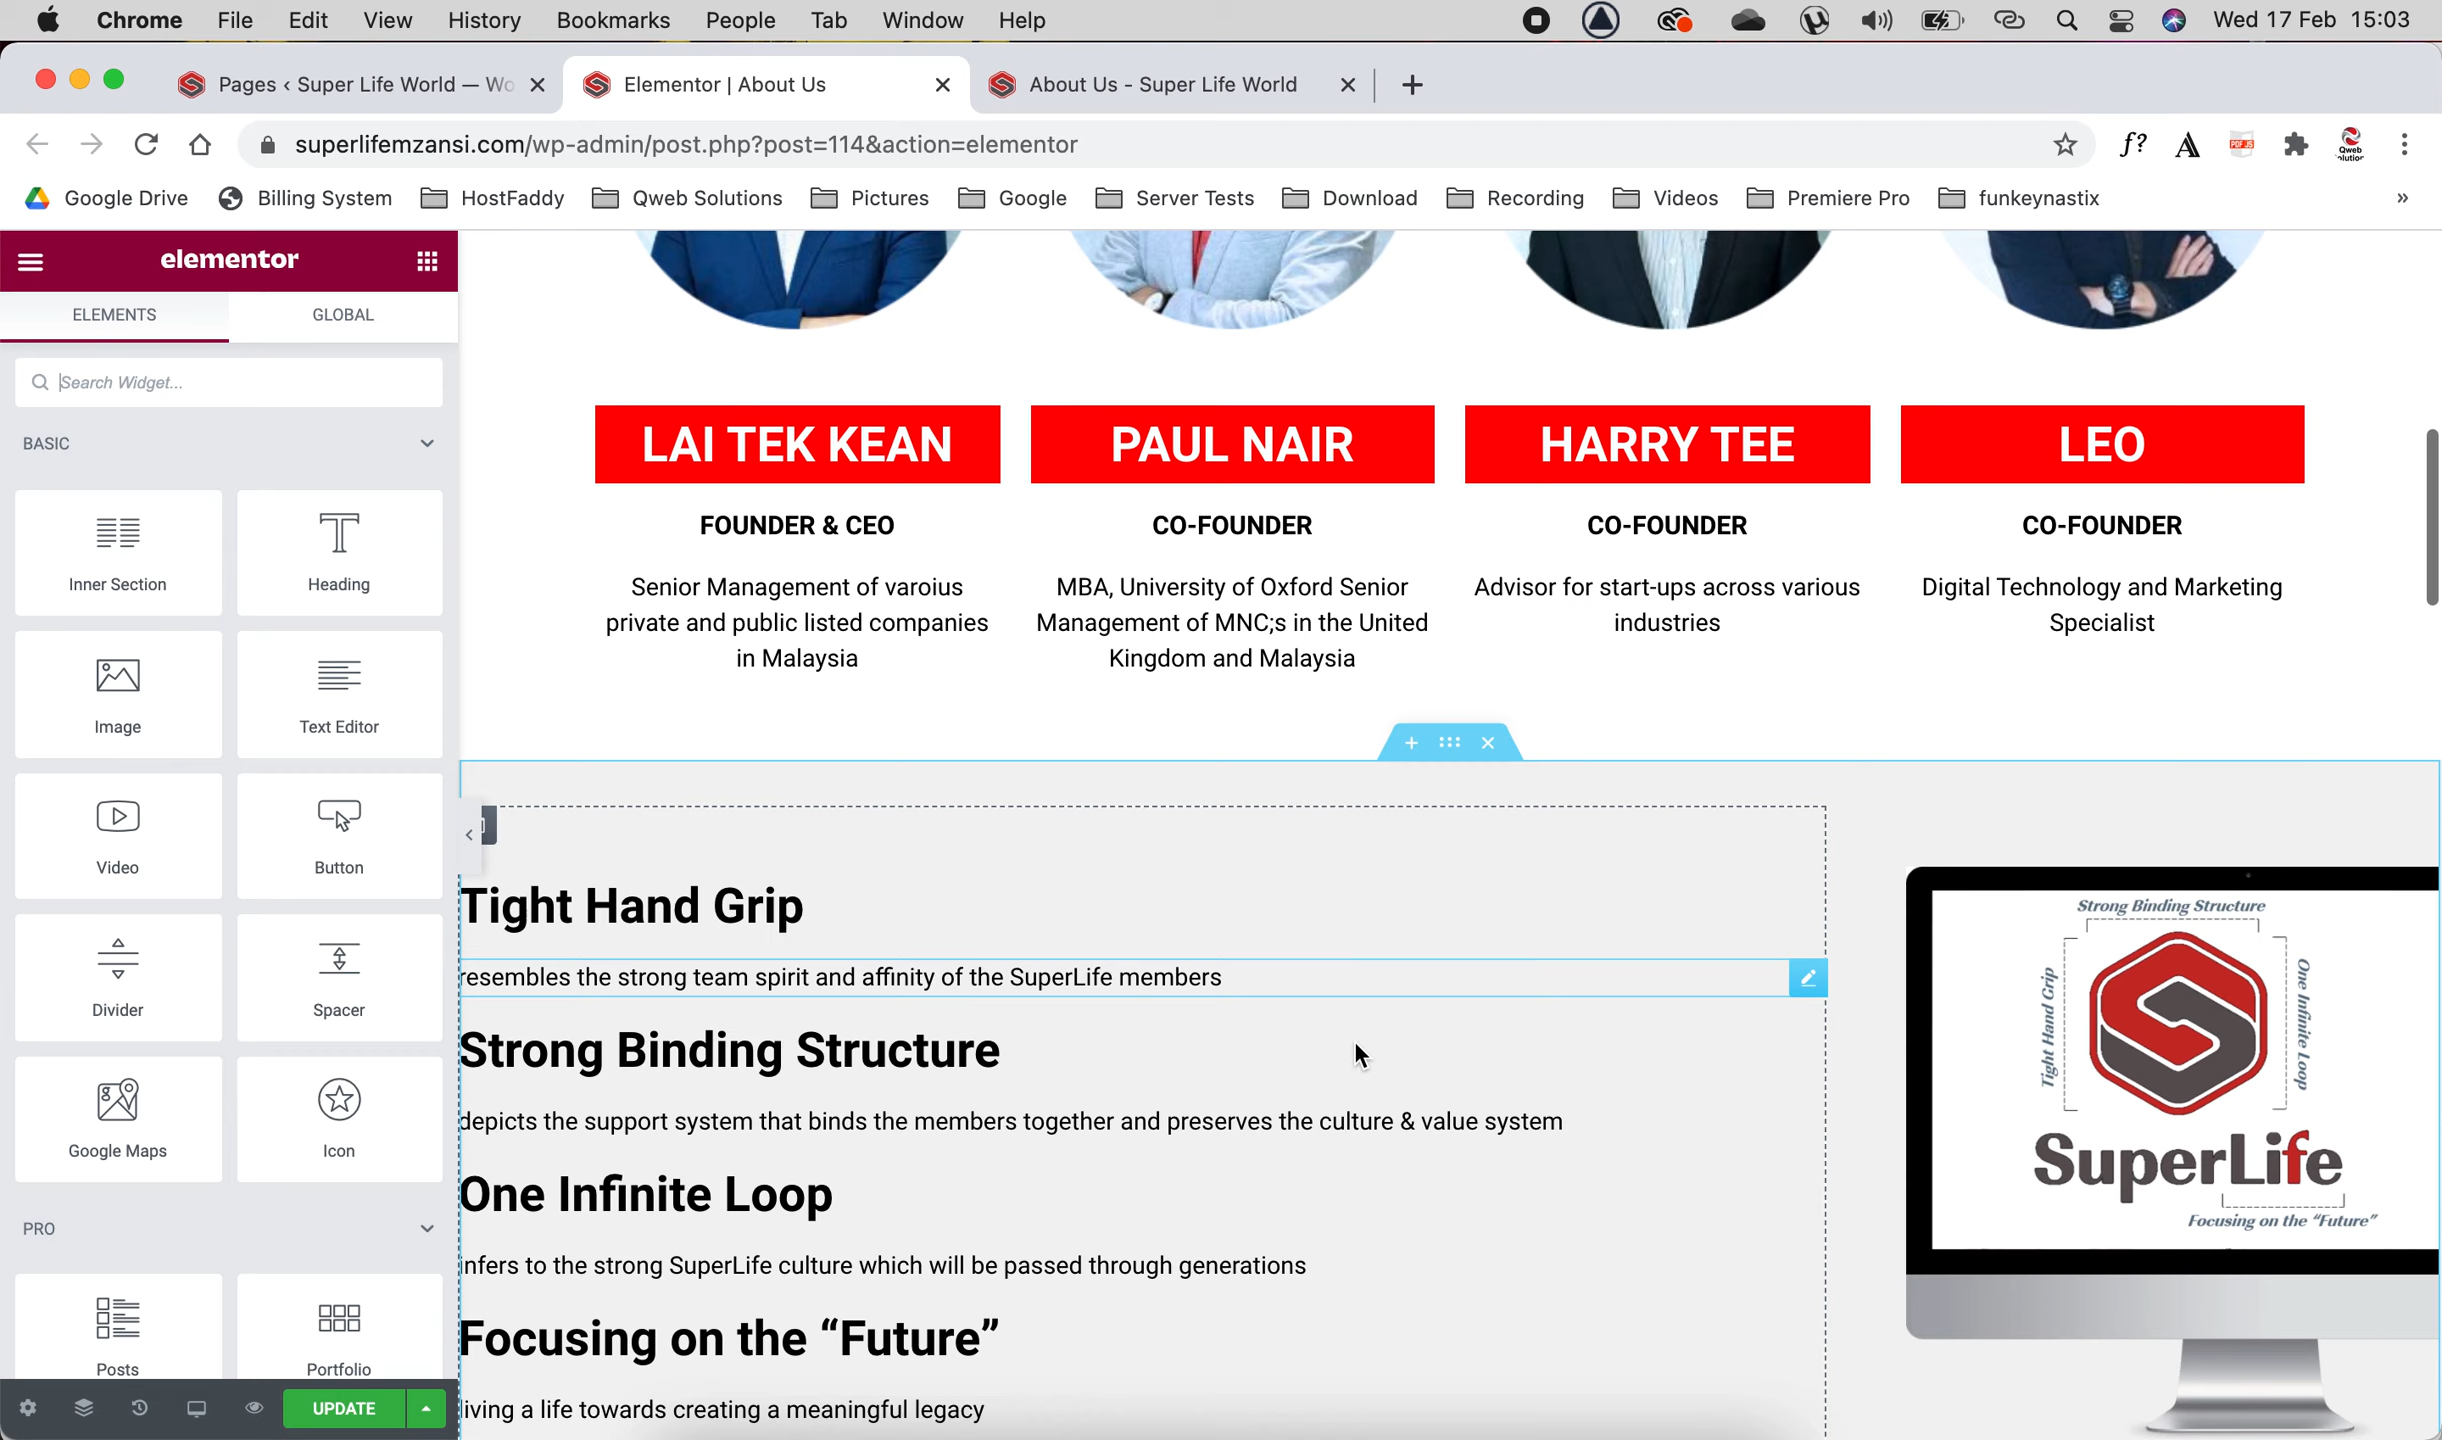 Chrome File Edit View History Bookmarks People Tab Window Help Wed 17 Feb 15:03
Pages ‹ Super Life World — Wo
Elementor | About Us
About Us - Super Life World
superlifemzansi.com/wp-admin/post.php?post=114&action=elementor
f?
PDF JS
Qweb
Google Drive Billing System HostFaddy Qweb Solutions Pictures Google Server Tests Download Recording Videos Premiere Pro funkeynastix »
elementor
ELEMENTS GLOBAL
Search Widget...
BASIC
Inner Section Heading
Image Text Editor
Video Button
Divider Spacer
Google Maps Icon
PRO
Posts Portfolio
UPDATE
LAI TEK KEAN
FOUNDER & CEO
Senior Management of varoius
private and public listed companies
in Malaysia
PAUL NAIR
CO-FOUNDER
MBA, University of Oxford Senior
Management of MNC;s in the United
Kingdom and Malaysia
HARRY TEE
CO-FOUNDER
Advisor for start-ups across various
industries
LEO
CO-FOUNDER
Digital Technology and Marketing
Specialist
Tight Hand Grip
resembles the strong team spirit and affinity of the SuperLife members
Strong Binding Structure
depicts the support system that binds the members together and preserves the culture & value system
One Infinite Loop
infers to the strong SuperLife culture which will be passed through generations
Focusing on the “Future”
living a life towards creating a meaningful legacy
Strong Binding Structure
Tight Hand Grip
One Infinite Loop
SuperLife
Focusing on the “Future”